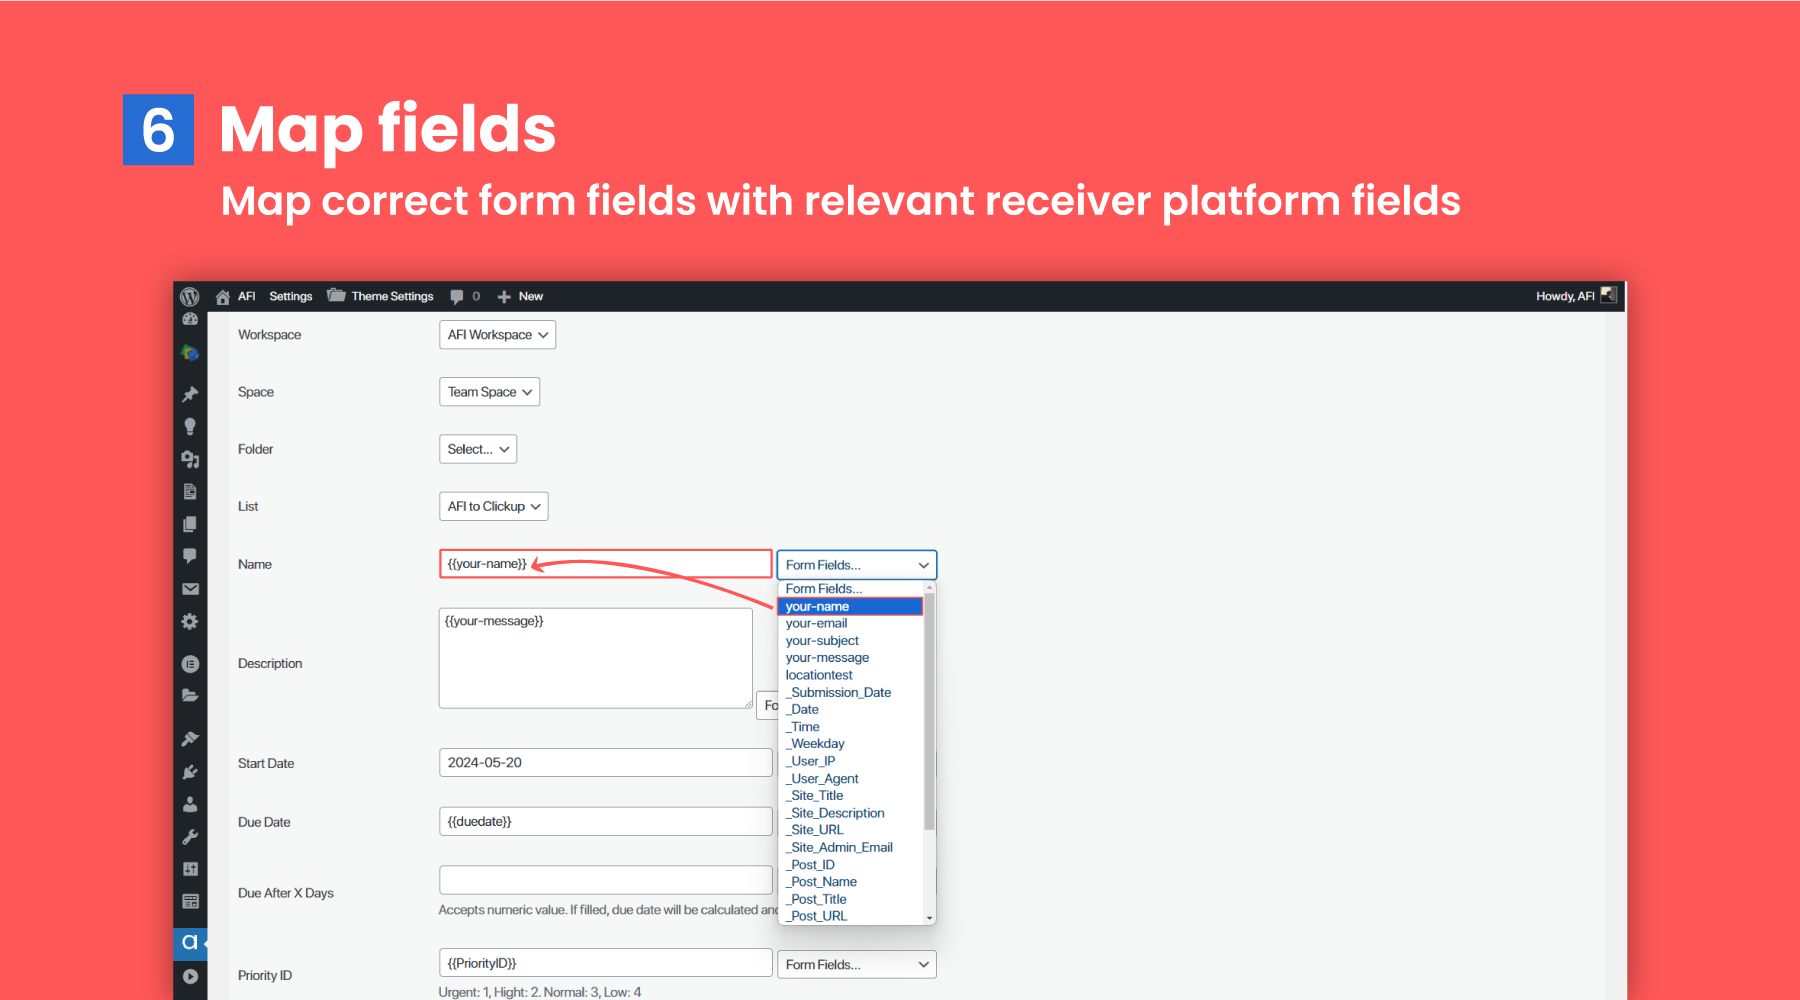 6 Map fields
Map correct form fields with relevant receiver platform fields
AFI Settings Theme Settings 0 New Howdy, AFI
Workspace AFI Workspace
Space Team Space
Folder Select...
List AFI to Clickup
Name {{your-name}} Form Fields...
Form Fields...
your-name
your-email
your-subject
your-message
locationtest
_Submission_Date
_Date
_Time
_Weekday
_User_IP
_User_Agent
_Site_Title
_Site_Description
_Site_URL
_Site_Admin_Email
_Post_ID
_Post_Name
_Post_Title
_Post_URL
Description {{your-message}}
Fo
Start Date 2024-05-20
Due Date {{duedate}}
Due After X Days
Accepts numeric value. If filled, due date will be calculated and
Priority ID {{PriorityID}} Form Fields...
Urgent: 1, Hight: 2. Normal: 3, Low: 4